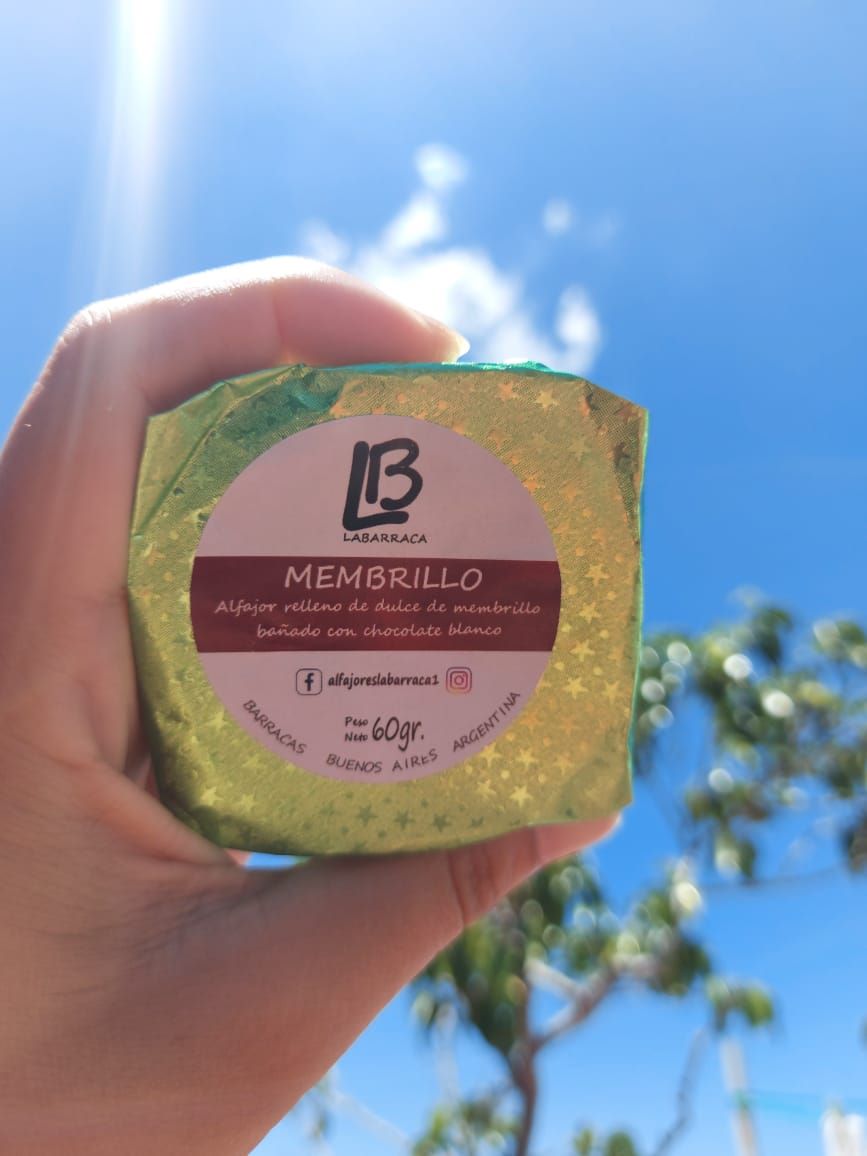 LB
LABARRACA
MEMBRILLO
Alfajor relleno de dulce de membrillo
bañado con chocolate blanco
alfajoreslabarraca1
Peso
Neto 60gr.
BARRACAS BUENOS AIRES ARGENTINA